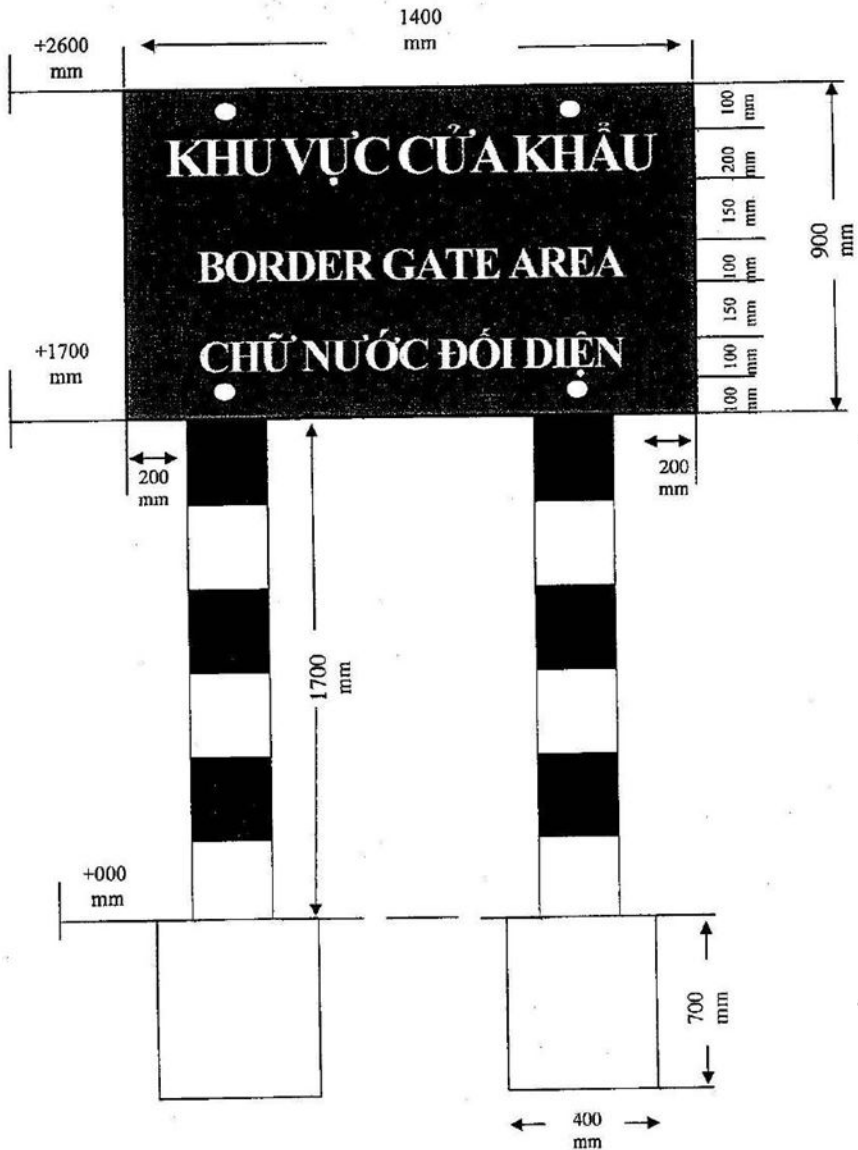 1400
mm
+2600
mm
100
mm
KHU VỰC CỬA KHẨU
200
mm
150
mm
900
mm
BORDER GATE AREA
100
mm
150
mm
+1700
mm
CHỮ NƯỚC ĐỐI DIỆN
100
mm
100
mm
200
mm
200
mm
1700
mm
+000
mm
700
mm
400
mm